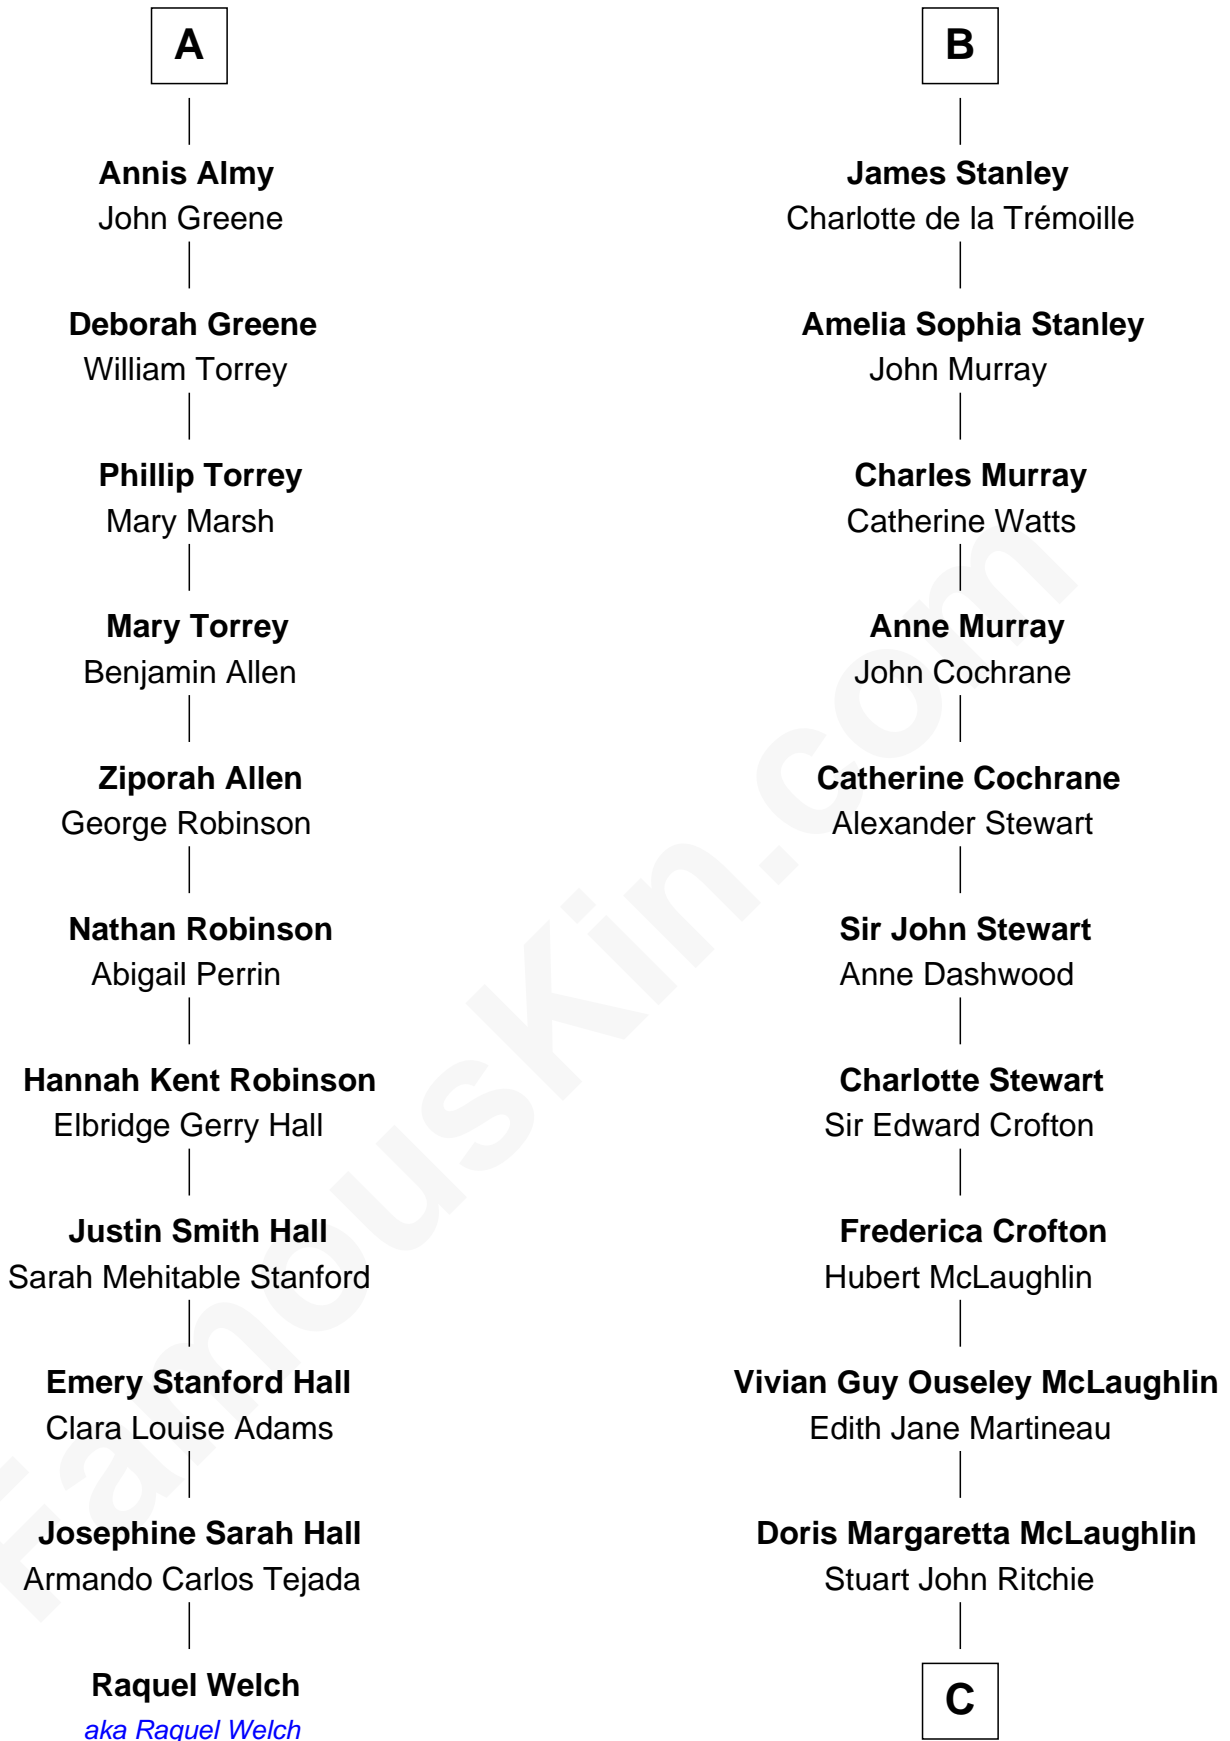 A
Annis Almy
John Greene
Deborah Greene
William Torrey
Phillip Torrey
Mary Marsh
Mary Torrey
Benjamin Allen
Ziporah Allen
George Robinson
Nathan Robinson
Abigail Perrin
Hannah Kent Robinson
Elbridge Gerry Hall
Justin Smith Hall
Sarah Mehitable Stanford
Emery Stanford Hall
Clara Louise Adams
Josephine Sarah Hall
Armando Carlos Tejada
Raquel Welch
aka Raquel Welch
B
James Stanley
Charlotte de la Trémoille
Amelia Sophia Stanley
John Murray
Charles Murray
Catherine Watts
Anne Murray
John Cochrane
Catherine Cochrane
Alexander Stewart
Sir John Stewart
Anne Dashwood
Charlotte Stewart
Sir Edward Crofton
Frederica Crofton
Hubert McLaughlin
Vivian Guy Ouseley McLaughlin
Edith Jane Martineau
Doris Margaretta McLaughlin
Stuart John Ritchie
C
FamousKin.com